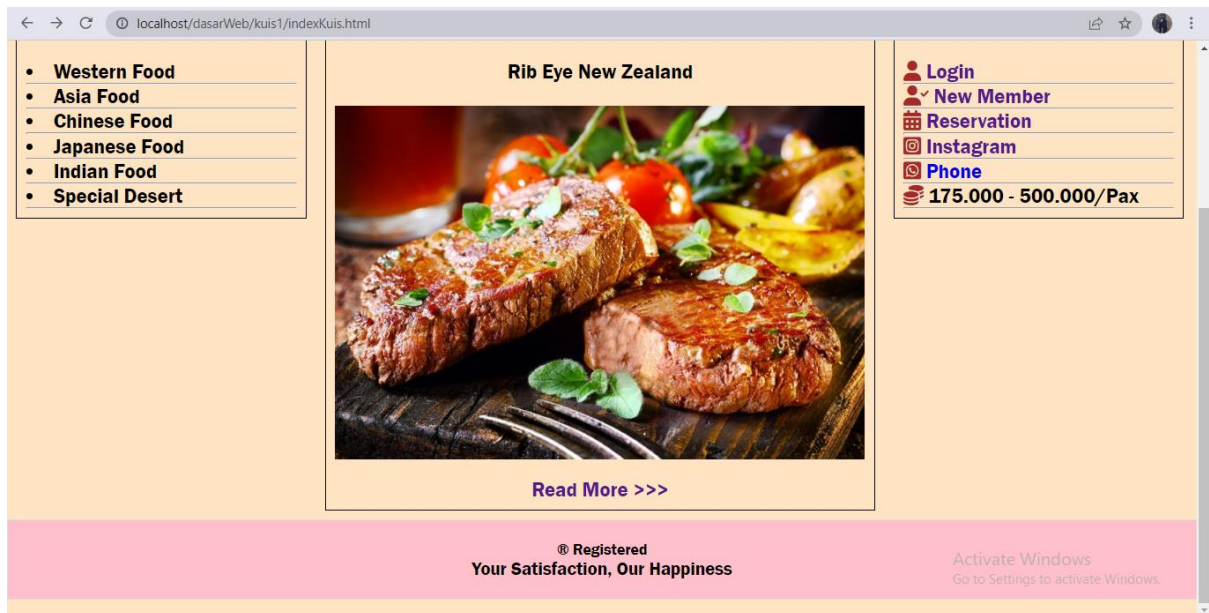 localhost/dasarWeb/kuis1/indexKuis.html
Western Food
Asia Food
Chinese Food
Japanese Food
Indian Food
Special Desert
Rib Eye New Zealand
Read More >>>
Login
New Member
Reservation
Instagram
Phone
175.000 - 500.000/Pax
® Registered
Your Satisfaction, Our Happiness
Activate Windows
Go to Settings to activate Windows.